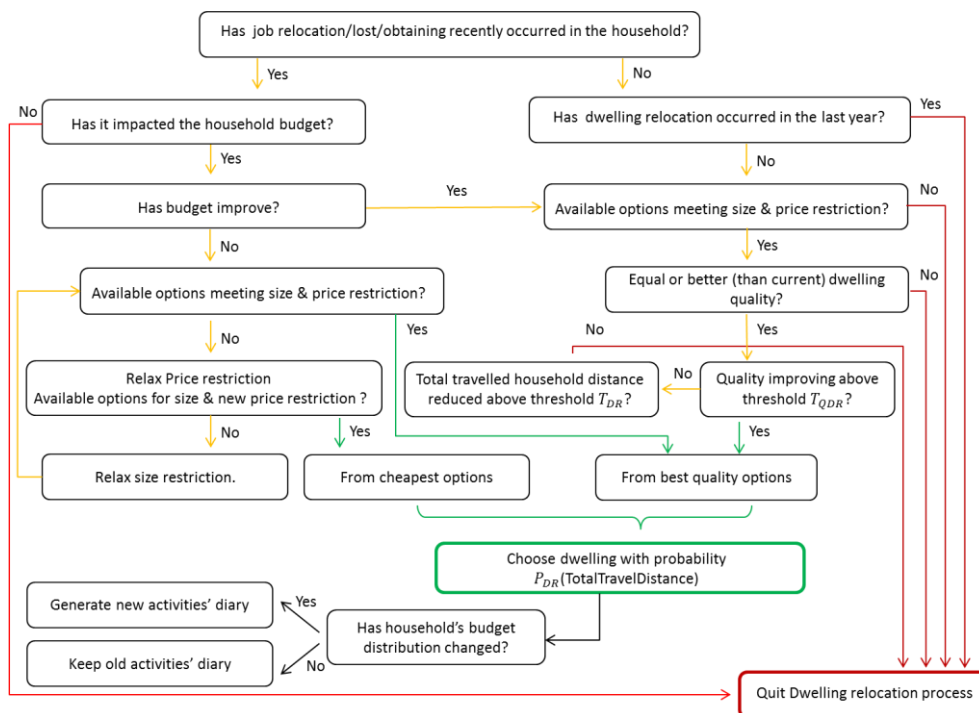 Has job relocation/lost/obtaining recently occurred in the household?
Yes
No
No
Has it impacted the household budget?
Has dwelling relocation occurred in the last year?
Yes
Yes
No
Has budget improve?
Yes
Available options meeting size & price restriction?
No
No
Yes
Available options meeting size & price restriction?
Equal or better (than current) dwelling
quality?
No
No
Yes
No
Yes
Relax Price restriction
Available options for size & new price restriction ?
Total travelled household distance
reduced above threshold T_DR?
No
Quality improving above
threshold T_QDR?
No
Yes
Yes
Relax size restriction.
From cheapest options
From best quality options
Choose dwelling with probability
P_DR(TotalTravelDistance)
Generate new activities’ diary
Yes
Has household’s budget
distribution changed?
Keep old activities’ diary
No
Quit Dwelling relocation process